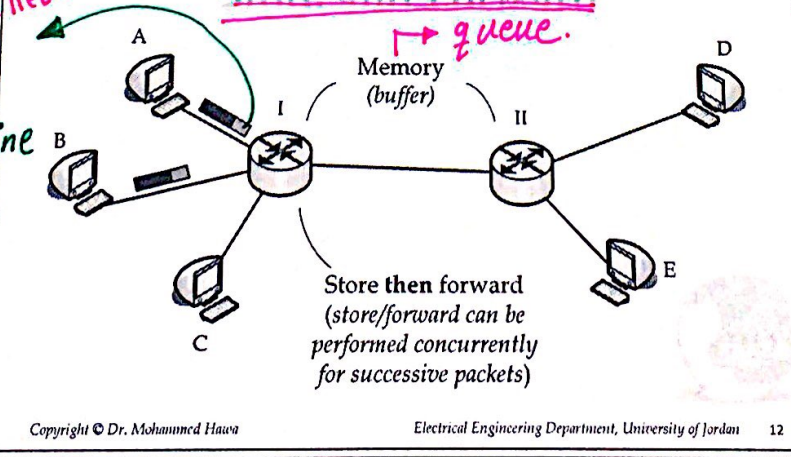 queue.
A
Memory
(buffer)
D
I
II
ne B
E
C
Store then forward
(store/forward can be
performed concurrently
for successive packets)
Copyright © Dr. Mohammed Hawa
Electrical Engineering Department, University of Jordan 12